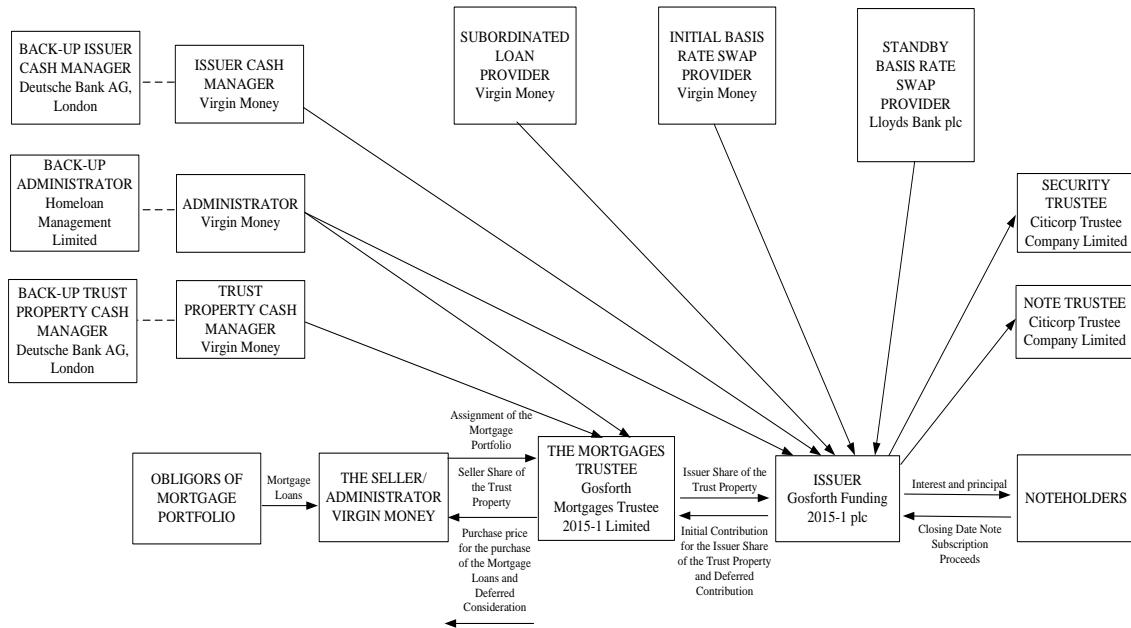 BACK-UP ISSUER
CASH MANAGER
Deutsche Bank AG,
London
ISSUER CASH
MANAGER
Virgin Money
SUBORDINATED
LOAN
PROVIDER
Virgin Money
INITIAL BASIS
RATE SWAP
PROVIDER
Virgin Money
STANDBY
BASIS RATE
SWAP
PROVIDER
Lloyds Bank plc
BACK-UP
ADMINISTRATOR
Homeloan
Management
Limited
ADMINISTRATOR
Virgin Money
SECURITY
TRUSTEE
Citicorp Trustee
Company Limited
BACK-UP TRUST
PROPERTY CASH
MANAGER
Deutsche Bank AG,
London
TRUST
PROPERTY CASH
MANAGER
Virgin Money
NOTE TRUSTEE
Citicorp Trustee
Company Limited
OBLIGORS OF
MORTGAGE
PORTFOLIO
Mortgage
Loans
THE SELLER/
ADMINISTRATOR
VIRGIN MONEY
Assignment of the
Mortgage
Portfolio
Seller Share of
the Trust
Property
Purchase price
for the purchase
of the Mortgage
Loans and
Deferred
Consideration
THE MORTGAGES
TRUSTEE
Gosforth
Mortgages Trustee
2015-1 Limited
Issuer Share of the
Trust Property
Initial Contribution
for the Issuer Share
of the Trust Property
and Deferred
Contribution
ISSUER
Gosforth Funding
2015-1 plc
Interest and principal
Closing Date Note
Subscription
Proceeds
NOTEHOLDERS